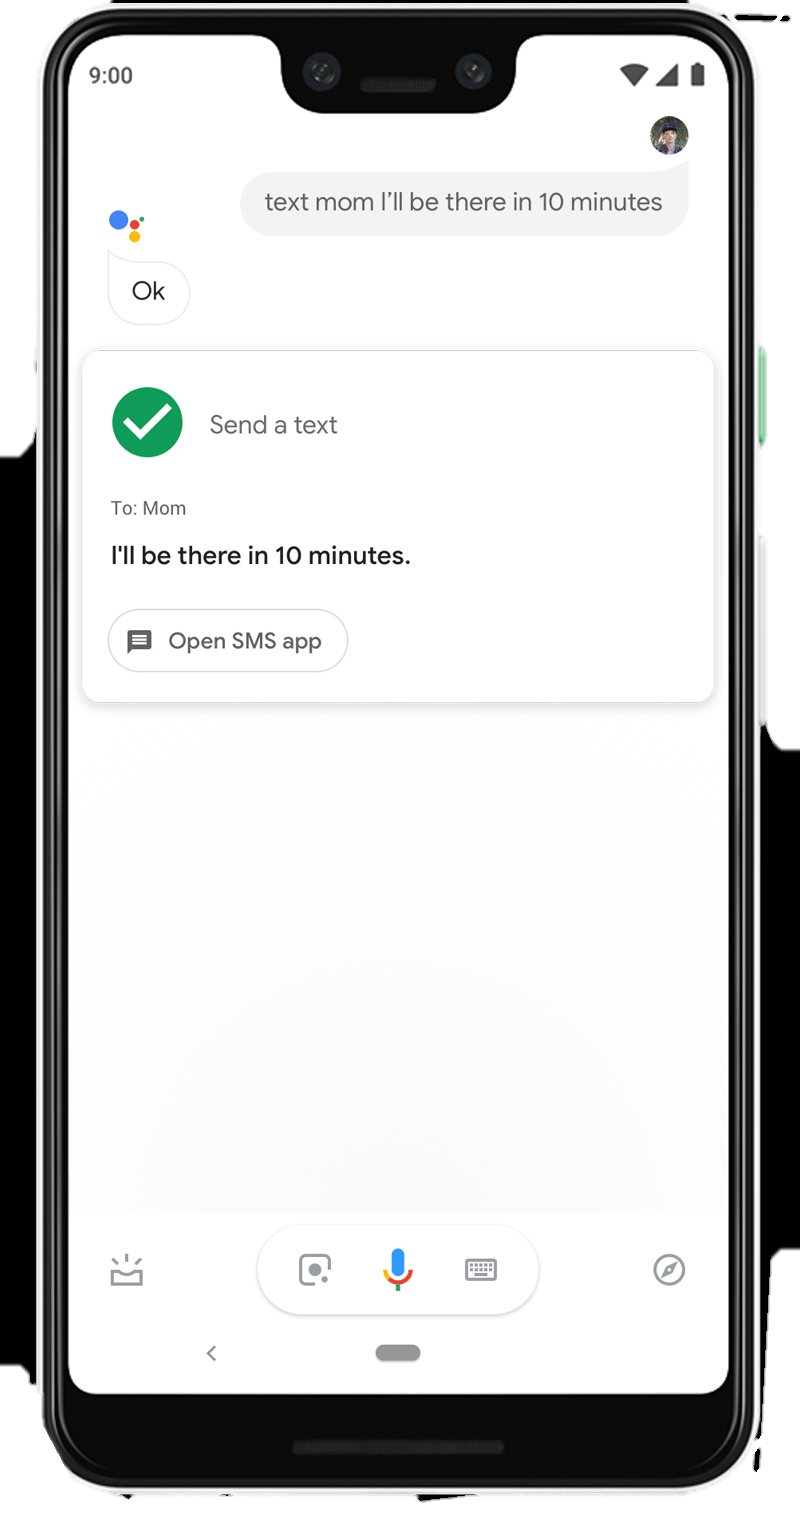 9:00
text mom I’ll be there in 10 minutes
Ok
Send a text
To: Mom
I'll be there in 10 minutes.
Open SMS app